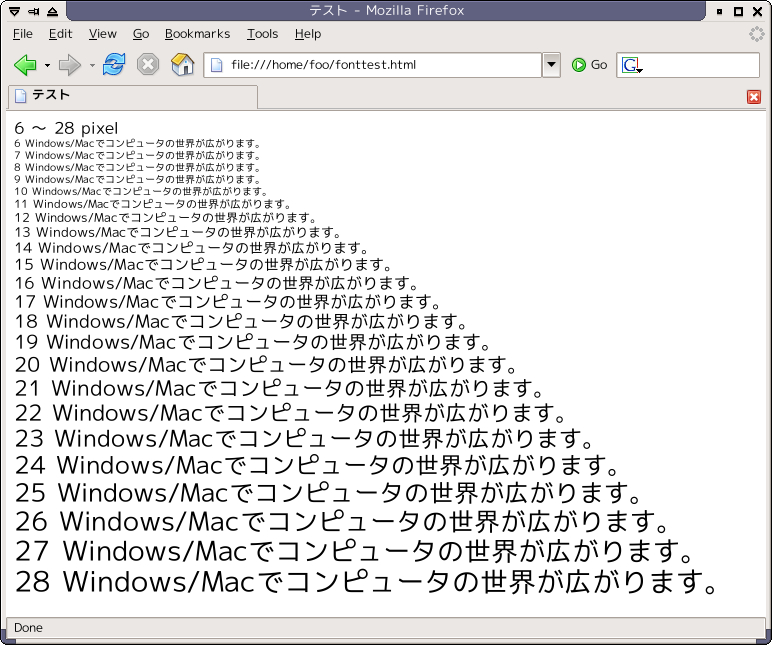 テスト - Mozilla Firefox
File Edit View Go Bookmarks Tools Help
file:///home/foo/fonttest.html Go G
テスト
6 ～ 28 pixel
6 Windows/Macでコンピュータの世界が広がります。
7 Windows/Macでコンピュータの世界が広がります。
8 Windows/Macでコンピュータの世界が広がります。
9 Windows/Macでコンピュータの世界が広がります。
10 Windows/Macでコンピュータの世界が広がります。
11 Windows/Macでコンピュータの世界が広がります。
12 Windows/Macでコンピュータの世界が広がります。
13 Windows/Macでコンピュータの世界が広がります。
14 Windows/Macでコンピュータの世界が広がります。
15 Windows/Macでコンピュータの世界が広がります。
16 Windows/Macでコンピュータの世界が広がります。
17 Windows/Macでコンピュータの世界が広がります。
18 Windows/Macでコンピュータの世界が広がります。
19 Windows/Macでコンピュータの世界が広がります。
20 Windows/Macでコンピュータの世界が広がります。
21 Windows/Macでコンピュータの世界が広がります。
22 Windows/Macでコンピュータの世界が広がります。
23 Windows/Macでコンピュータの世界が広がります。
24 Windows/Macでコンピュータの世界が広がります。
25 Windows/Macでコンピュータの世界が広がります。
26 Windows/Macでコンピュータの世界が広がります。
27 Windows/Macでコンピュータの世界が広がります。
28 Windows/Macでコンピュータの世界が広がります。
Done